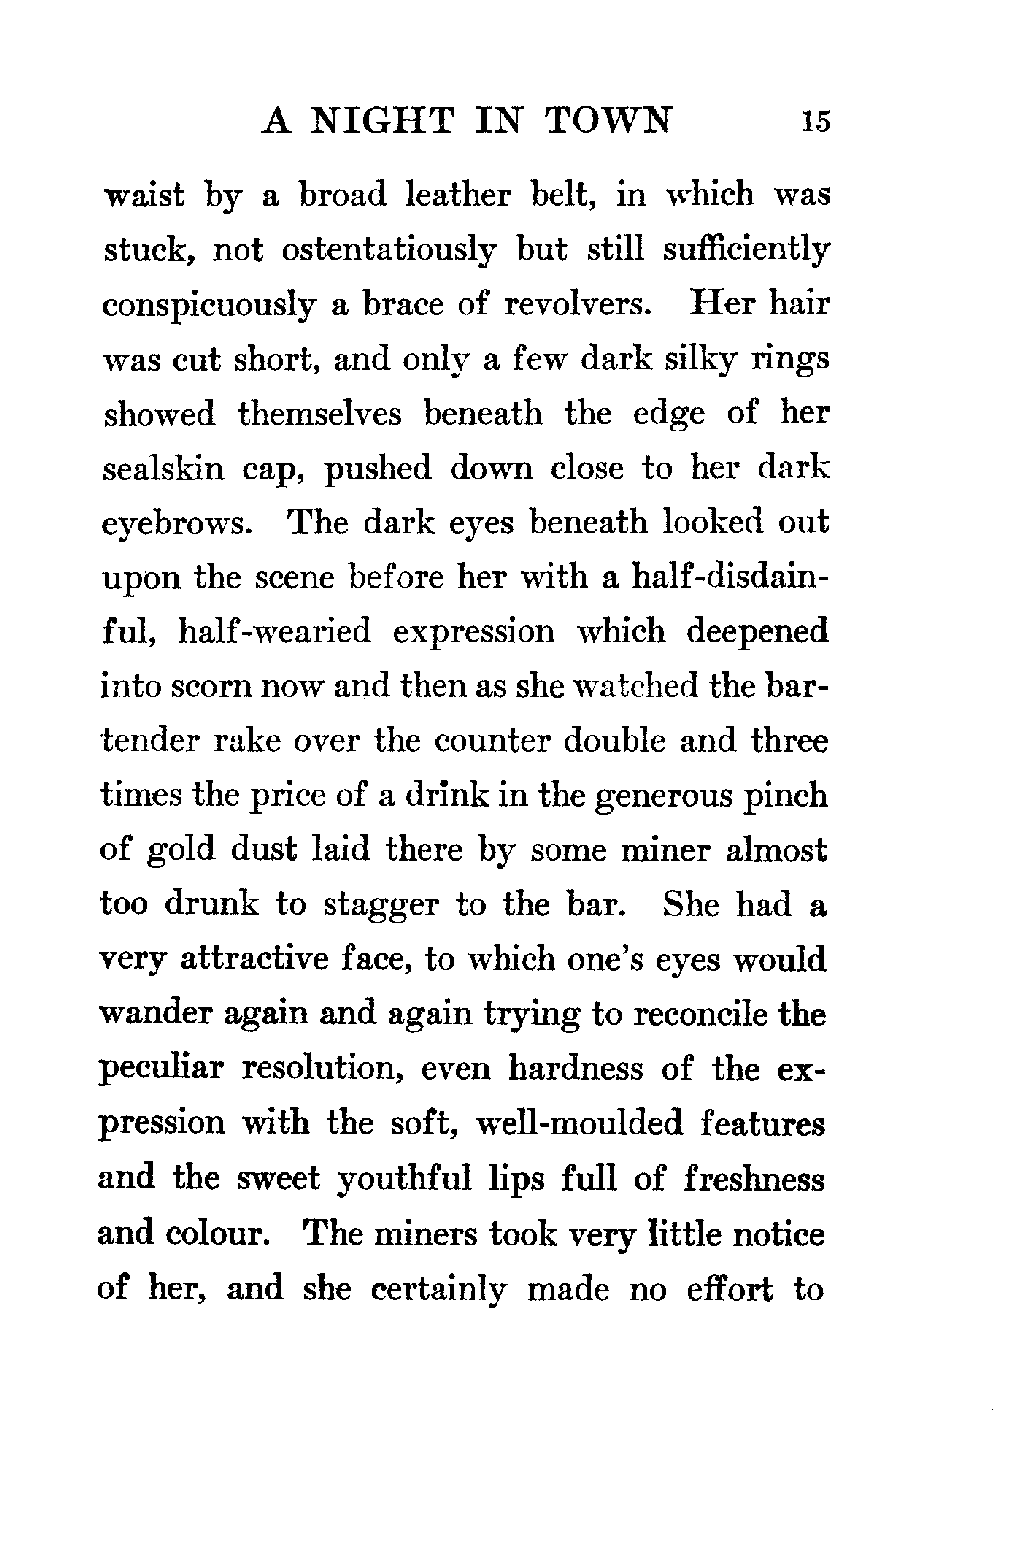 A NIGHT IN TOWN 15
waist by a broad leather belt, in which was
stuck, not ostentatiously but still sufficiently
conspicuously a brace of revolvers. Her hair
was cut short, and only a few dark silky rings
showed themselves beneath the edge of her
sealskin cap, pushed down close to her dark
eyebrows. The dark eyes beneath looked out
upon the scene before her with a half-disdain-
ful, half-wearied expression which deepened
into scorn now and then as she watched the bar-
tender rake over the counter double and three
times the price of a drink in the generous pinch
of gold dust laid there by some miner almost
too drunk to stagger to the bar. She had a
very attractive face, to which one's eyes would
wander again and again trying to reconcile the
peculiar resolution, even hardness of the ex-
pression with the soft, well-moulded features
and the sweet youthful lips full of freshness
and colour. The miners took very little notice
of her, and she certainly made no effort to